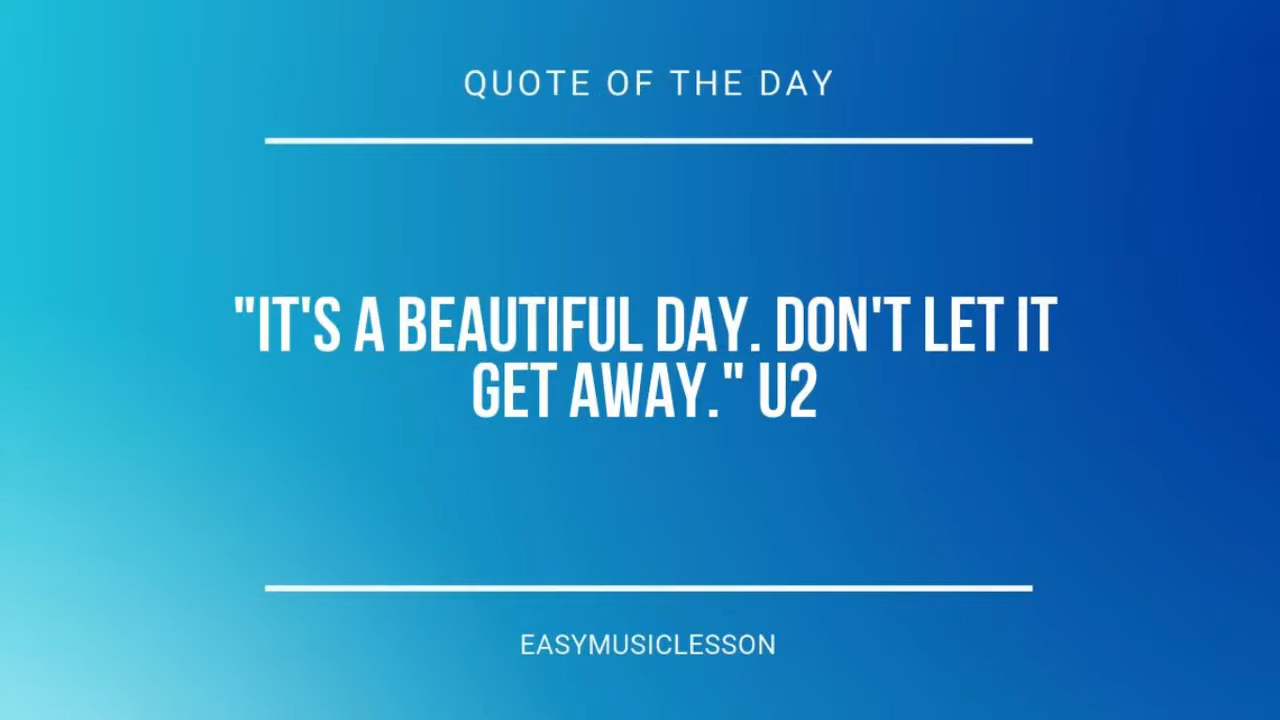 QUOTE OF THE DAY
"IT'S A BEAUTIFUL DAY. DON'T LET IT
GET AWAY." U2
EASYMUSICLESSON